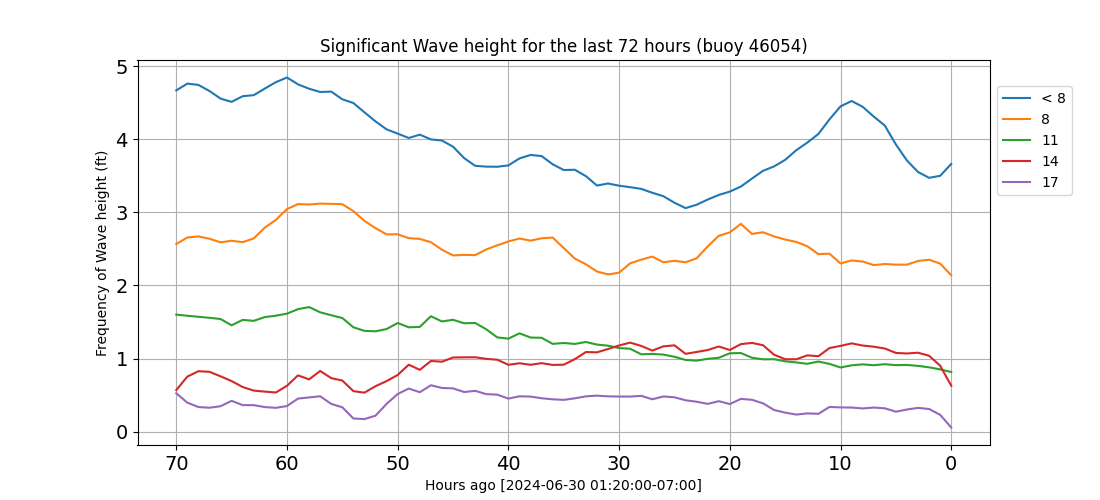 Significant Wave height for the last 72 hours (buoy 46054)
Frequency of Wave height (ft)
5
4
3
2
1
0
70 60 50 40 30 20 10 0
Hours ago [2024-06-30 01:20:00-07:00]
< 8
8
11
14
17